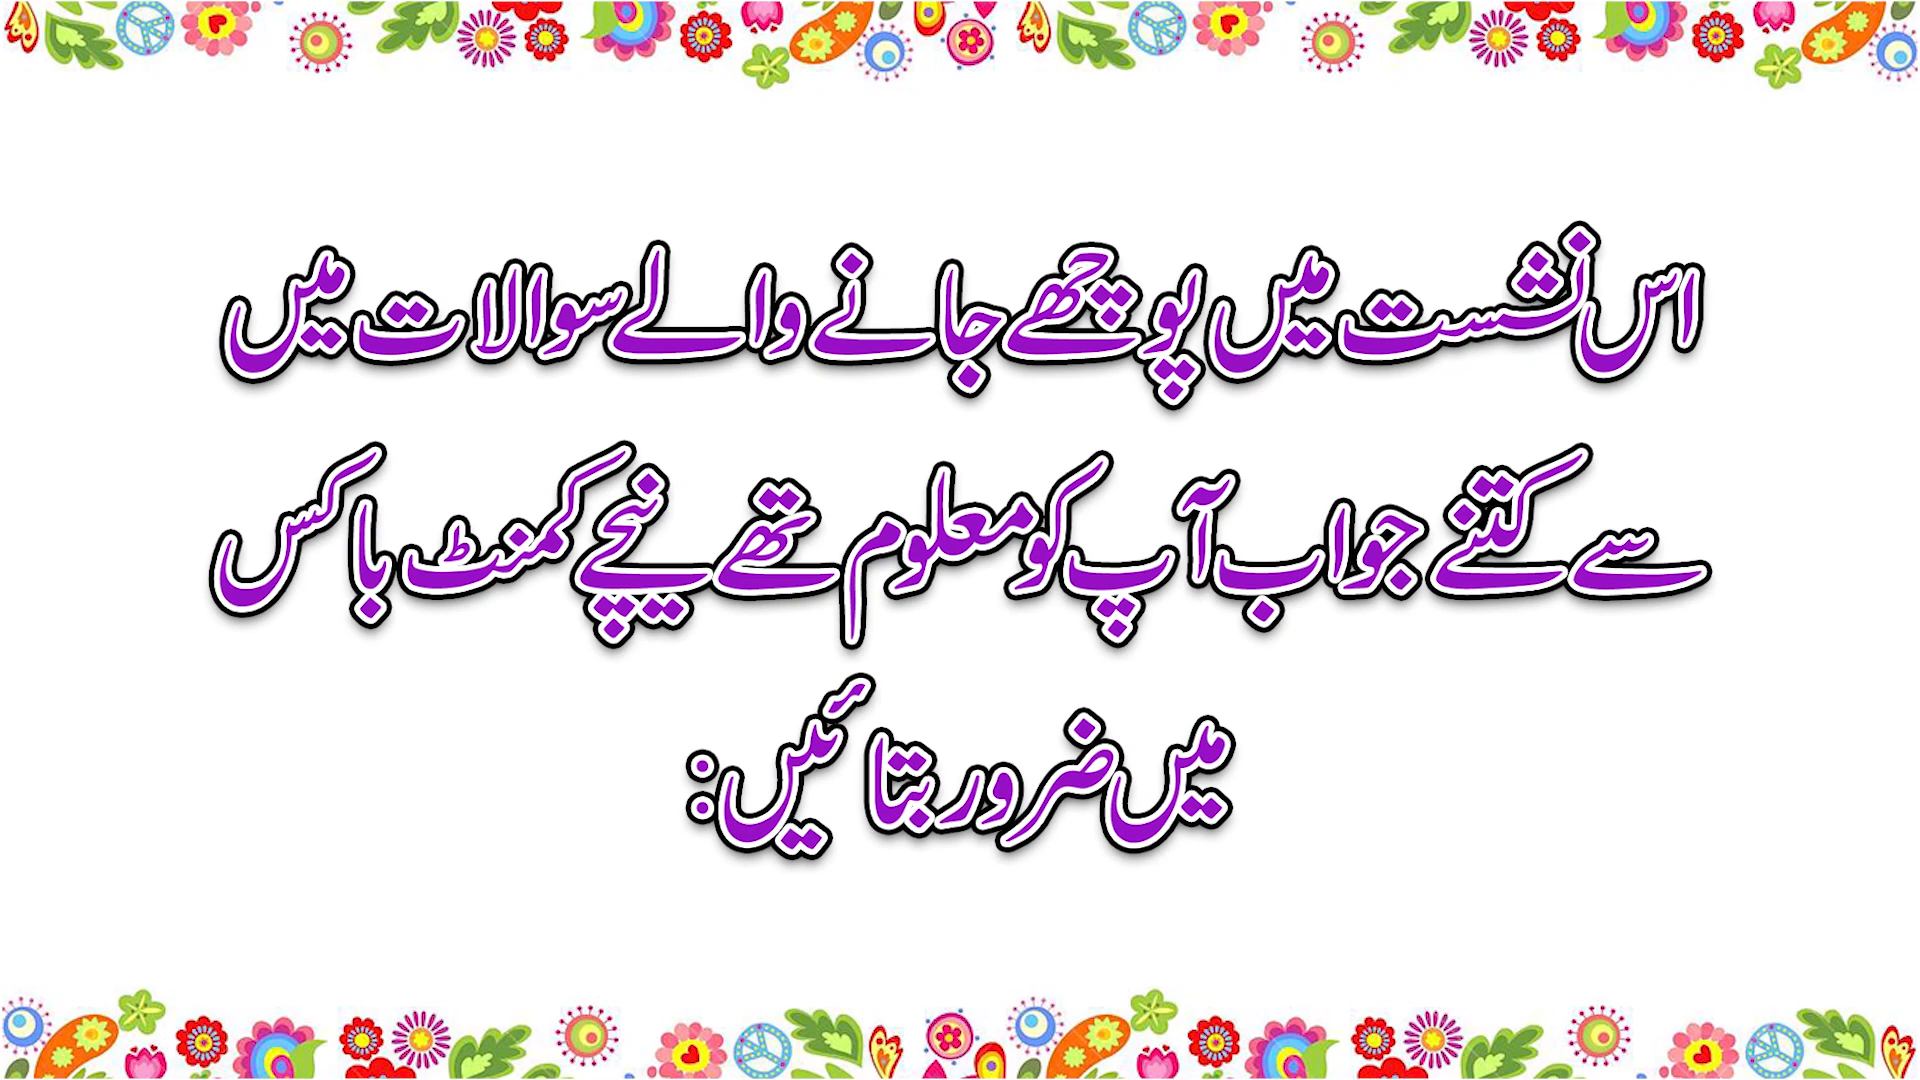 اس نشست میں پوچھے جانے والے سوالات میں
سے کتنے جواب آپ کو معلوم تھے نیچے کمنٹ باکس
میں ضرور بتائیں: